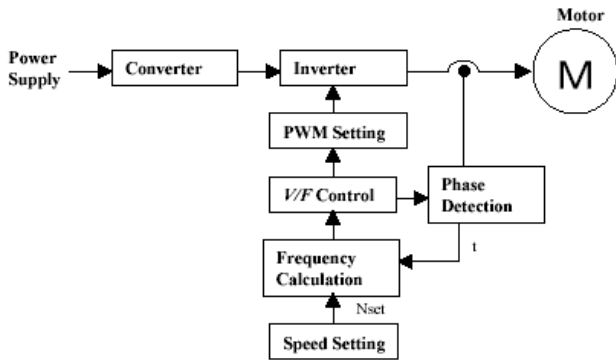 Motor
Power
Supply
Converter
Inverter
M
PWM Setting
V/F Control
Phase
Detection
t
Frequency
Calculation
Nset
Speed Setting